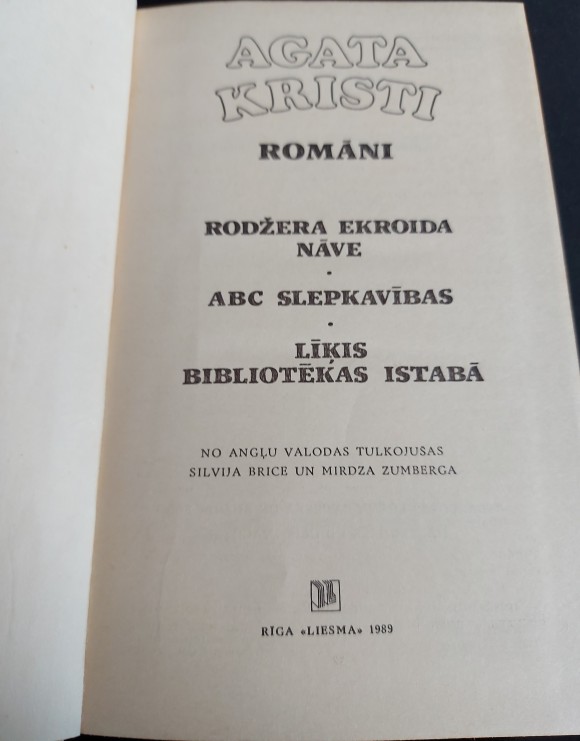 AGATA
KRISTI
ROMĀNI
RODŽERA EKROIDA
NĀVE
·
ABC SLEPKAVĪBAS
·
LĪĶIS
BIBLIOTĒKAS ISTABĀ
NO ANGĻU VALODAS TULKOJUŠAS
SILVIJA BRICE UN MIRDZA ZUMBERGA
RĪGA «LIESMA» 1989